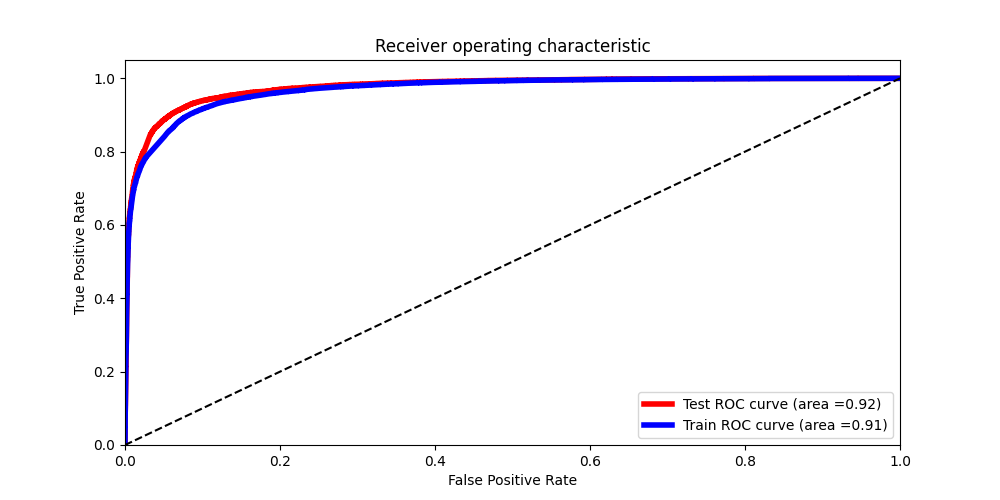 Receiver operating characteristic
True Positive Rate
1.0
0.8
0.6
0.4
0.2
0.0
0.0 0.2 0.4 0.6 0.8 1.0
False Positive Rate
Test ROC curve (area =0.92)
Train ROC curve (area =0.91)